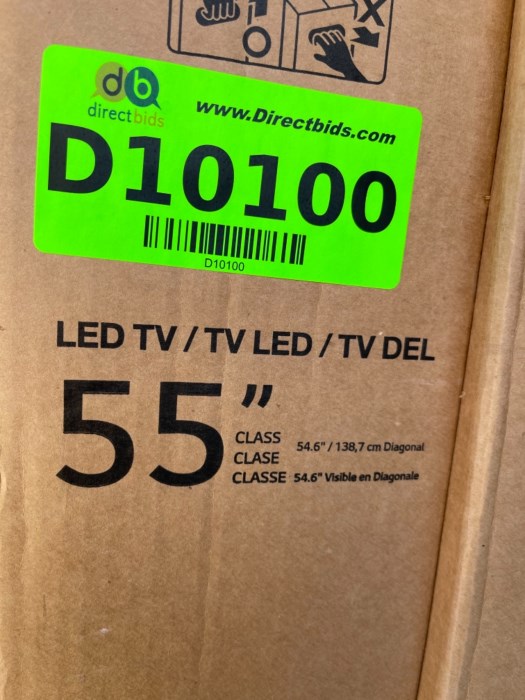 db
directbids
www.Directbids.com
D10100
D10100
LED TV / TV LED / TV DEL
55”
CLASS
CLASE
CLASSE
54.6" / 138,7 cm Diagonal
54.6" Visible en Diagonale